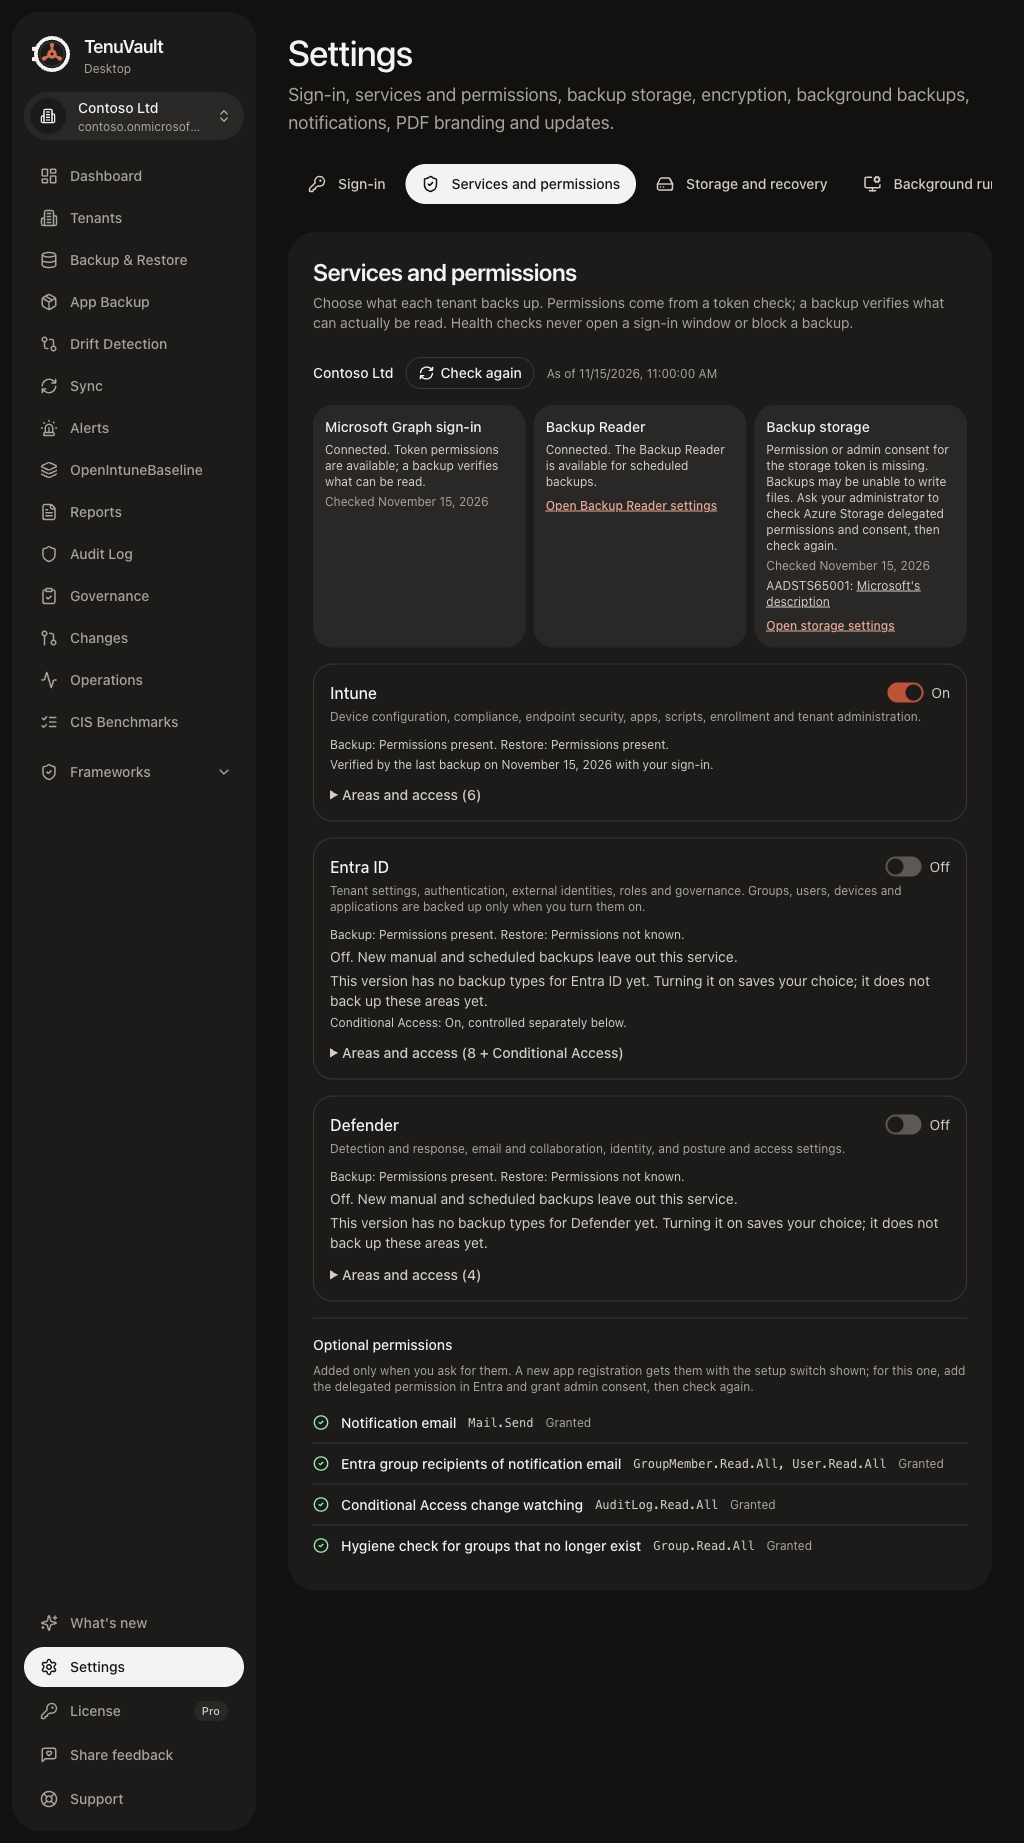 TenuVault
Desktop
Contoso Ltd
contoso.onmicrosof...
Dashboard
Tenants
Backup & Restore
App Backup
Drift Detection
Sync
Alerts
OpenIntuneBaseline
Reports
Audit Log
Governance
Changes
Operations
CIS Benchmarks
Frameworks
What's new
Settings
License
Pro
Share feedback
Support
Settings
Sign-in, services and permissions, backup storage, encryption, background backups,
notifications, PDF branding and updates.
Sign-in
Services and permissions
Storage and recovery
Background ru
Services and permissions
Choose what each tenant backs up. Permissions come from a token check; a backup verifies what
can actually be read. Health checks never open a sign-in window or block a backup.
Contoso Ltd
Check again
As of 11/15/2026, 11:00:00 AM
Microsoft Graph sign-in
Connected. Token permissions
are available; a backup verifies
what can be read.
Checked November 15, 2026
Backup Reader
Connected. The Backup Reader
is available for scheduled
backups.
Open Backup Reader settings
Backup storage
Permission or admin consent for
the storage token is missing.
Backups may be unable to write
files. Ask your administrator to
check Azure Storage delegated
permissions and consent, then
check again.
Checked November 15, 2026
AADSTS65001: Microsoft's
description
Open storage settings
Intune
On
Device configuration, compliance, endpoint security, apps, scripts, enrollment and tenant administration.
Backup: Permissions present. Restore: Permissions present.
Verified by the last backup on November 15, 2026 with your sign-in.
Areas and access (6)
Entra ID
Off
Tenant settings, authentication, external identities, roles and governance. Groups, users, devices and
applications are backed up only when you turn them on.
Backup: Permissions present. Restore: Permissions not known.
Off. New manual and scheduled backups leave out this service.
This version has no backup types for Entra ID yet. Turning it on saves your choice; it does not
back up these areas yet.
Conditional Access: On, controlled separately below.
Areas and access (8 + Conditional Access)
Defender
Off
Detection and response, email and collaboration, identity, and posture and access settings.
Backup: Permissions present. Restore: Permissions not known.
Off. New manual and scheduled backups leave out this service.
This version has no backup types for Defender yet. Turning it on saves your choice; it does not
back up these areas yet.
Areas and access (4)
Optional permissions
Added only when you ask for them. A new app registration gets them with the setup switch shown; for this one, add
the delegated permission in Entra and grant admin consent, then check again.
Notification email Mail.Send Granted
Entra group recipients of notification email GroupMember.Read.All, User.Read.All Granted
Conditional Access change watching AuditLog.Read.All Granted
Hygiene check for groups that no longer exist Group.Read.All Granted